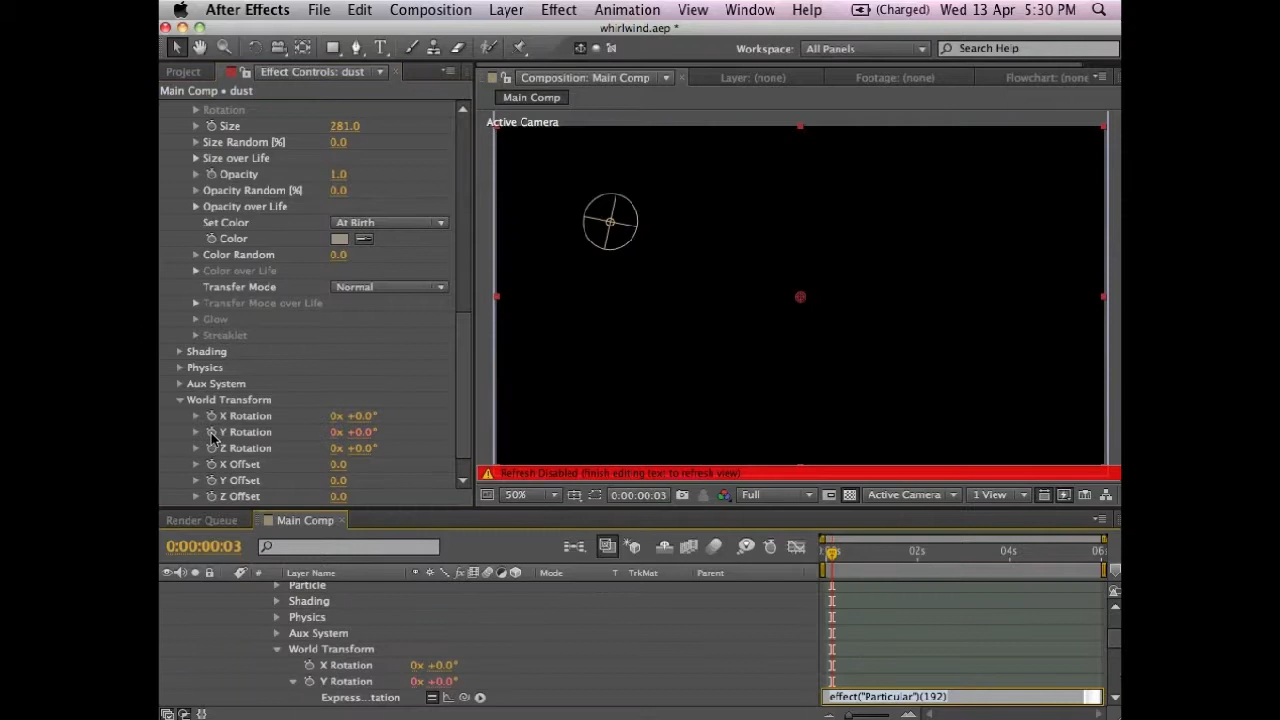 After Effects File Edit Composition Layer Effect Animation View Window Help (Charged) Wed 13 Apr 5:30 PM
whirlwind.aep *
Workspace: All Panels Search Help
Project Effect Controls: dust Composition: Main Comp Layer: (none) Footage: (none) Flowchart: (none)
Main Comp • dust
Main Comp
Rotation
Active Camera
Size 281.0
Size Random [%] 0.0
Size over Life
Opacity 1.0
Opacity Random [%] 0.0
Opacity over Life
Set Color At Birth
Color
Color Random 0.0
Color over Life
Transfer Mode Normal
Transfer Mode over Life
Glow
Streaklet
Shading
Physics
Aux System
World Transform
X Rotation 0x +0.0°
Y Rotation 0x +0.0°
Z Rotation 0x +0.0°
X Offset 0.0
Y Offset 0.0
Z Offset 0.0
Refresh Disabled (finish editing text to refresh view)
50% 0:00:00:03 Full Active Camera 1 View
Render Queue Main Comp
0:00:00:03
02s 04s 06s
# Layer Name Mode T TrkMat Parent
Particle
Shading
Physics
Aux System
World Transform
X Rotation 0x +0.0°
Y Rotation 0x +0.0°
Express...tation effect("Particular")(192)